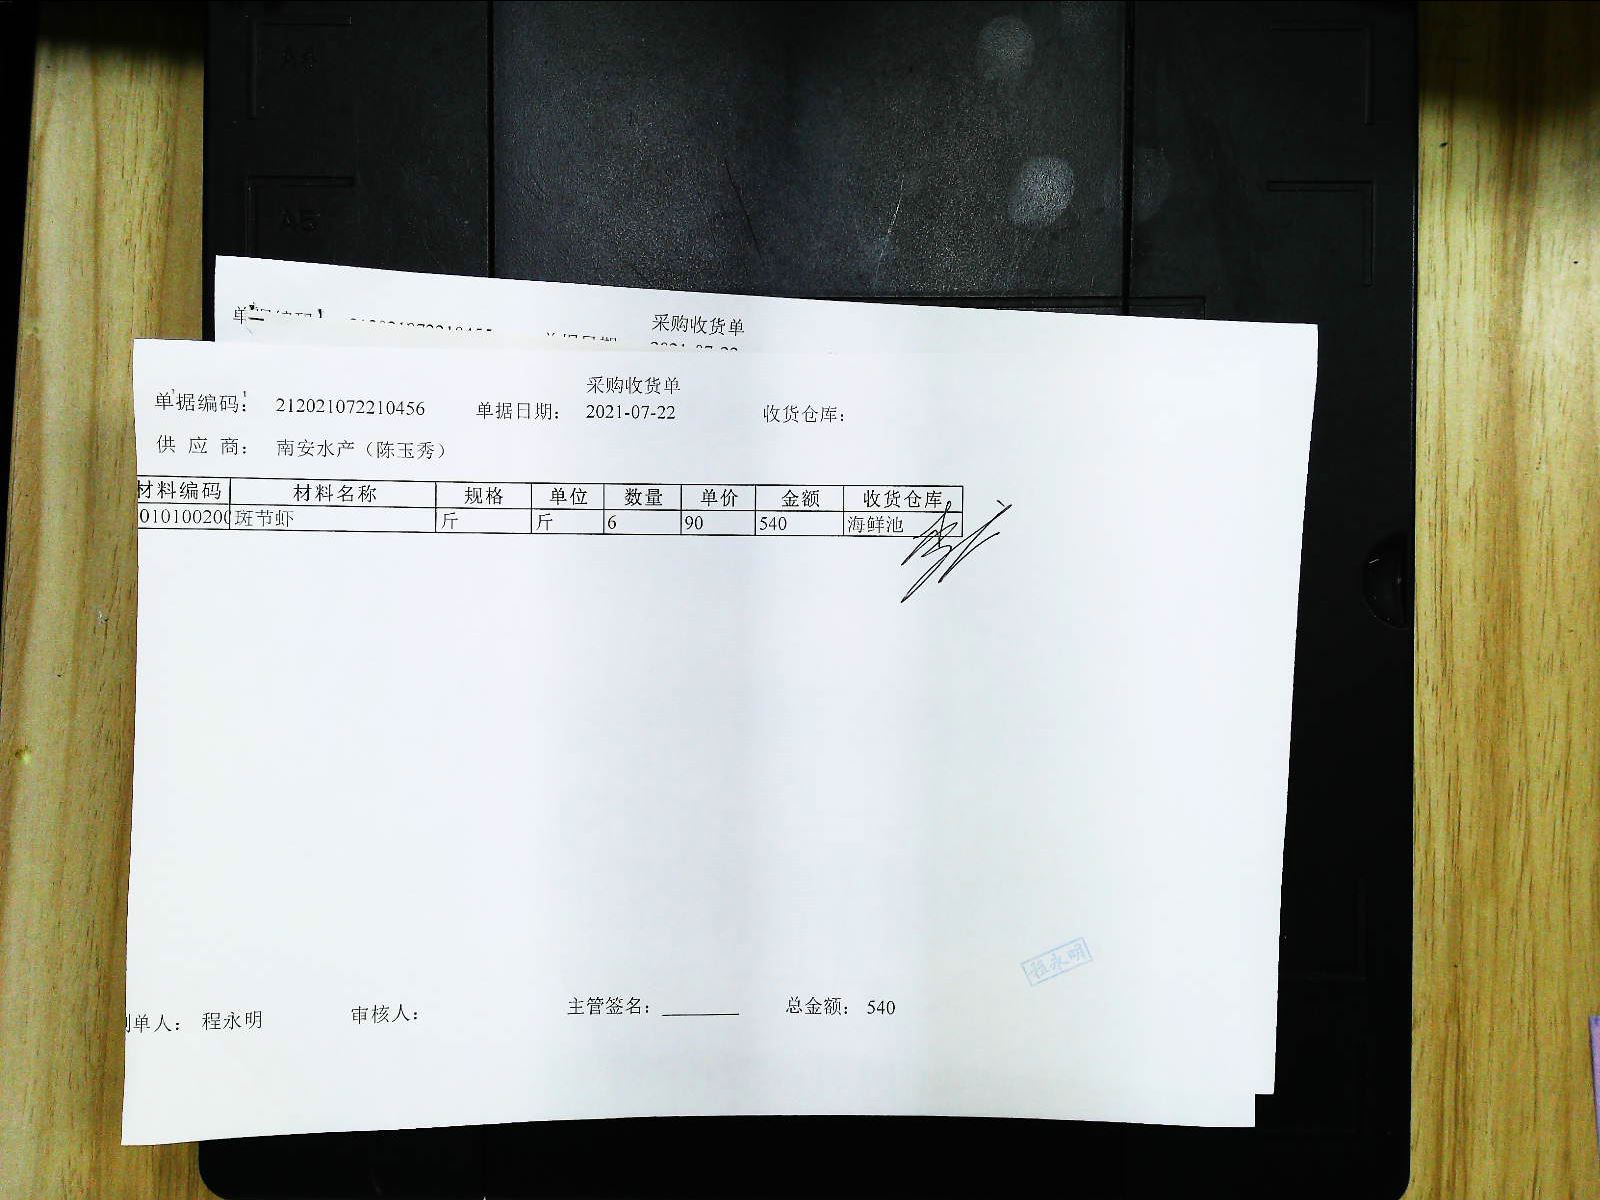 采购收货单
采购收货单
单据编码： 212021072210456 单据日期： 2021-07-22 收货仓库：
供 应 商： 南安水产（陈玉秀）
材料编码 材料名称 规格 单位 数量 单价 金额 收货仓库
010100200 斑节虾 斤 斤 6 90 540 海鲜池
程永明
制单人： 程永明 审核人： 主管签名： 总金额： 540